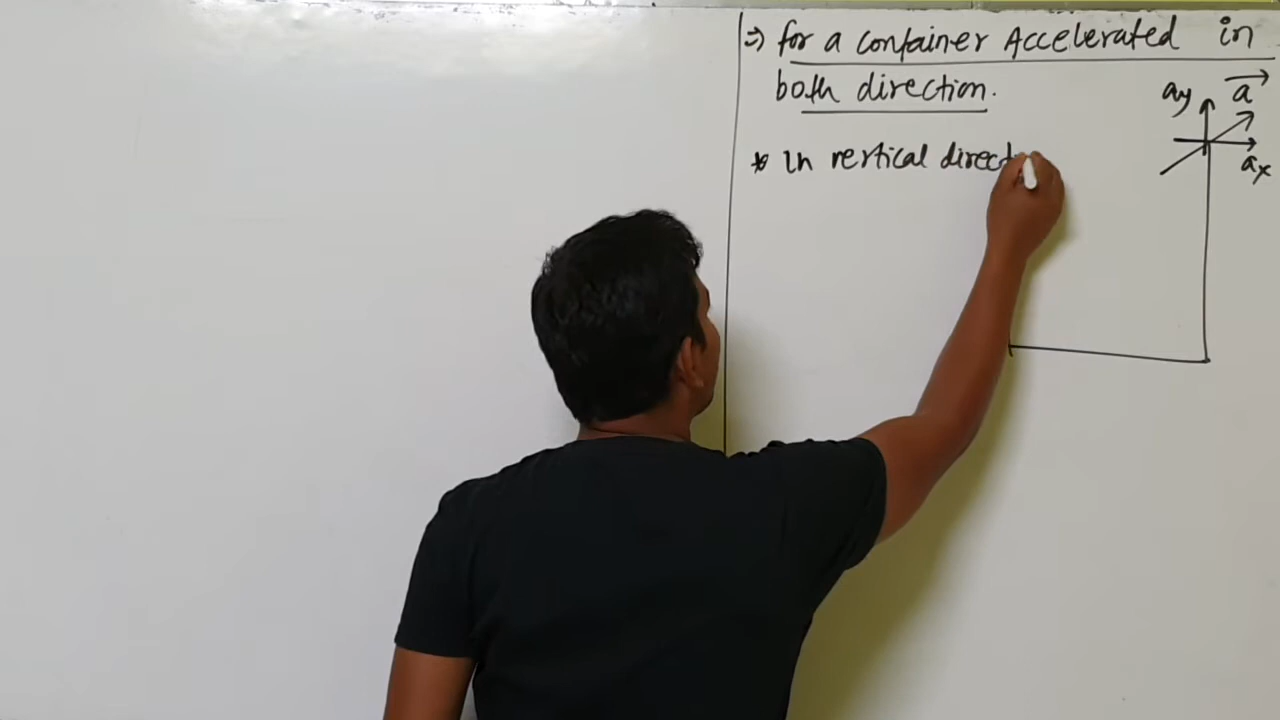 => for a container Accelerated in
both direction.
ay a
ax
* In vertical direct